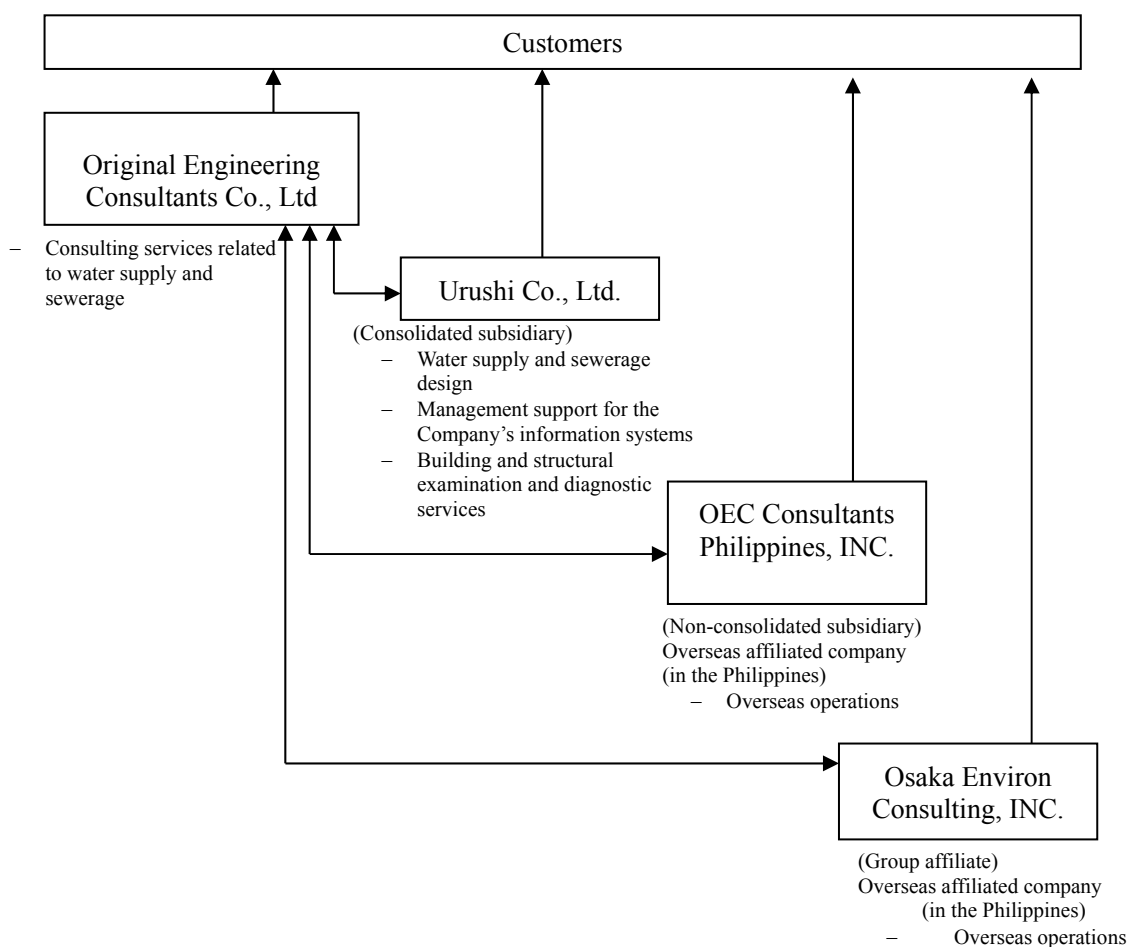 Customers
Original Engineering
Consultants Co., Ltd
– Consulting services related
to water supply and
sewerage
Urushi Co., Ltd.
(Consolidated subsidiary)
– Water supply and sewerage
design
– Management support for the
Company’s information systems
– Building and structural
examination and diagnostic
services
OEC Consultants
Philippines, INC.
(Non-consolidated subsidiary)
Overseas affiliated company
(in the Philippines)
– Overseas operations
Osaka Environ
Consulting, INC.
(Group affiliate)
Overseas affiliated company
(in the Philippines)
– Overseas operations